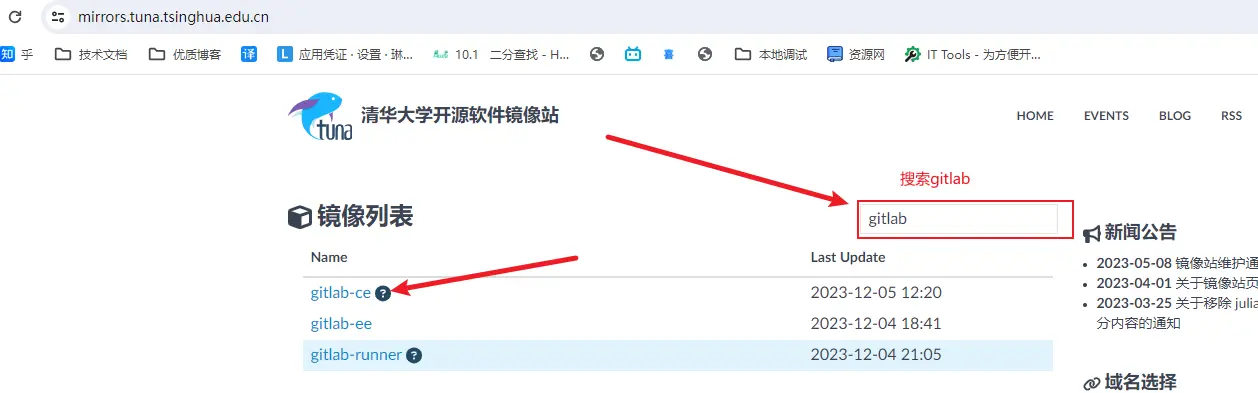 mirrors.tuna.tsinghua.edu.cn
知 乎 技术文档 优质博客 译 L 应用凭证 · 设置 · 琳... 10.1 二分查找 - H... 喜 本地调试 资源网 IT Tools - 为方便开...
tuna 清华大学开源软件镜像站 HOME EVENTS BLOG RSS
搜索gitlab
镜像列表 gitlab
新闻公告
Name Last Update
2023-05-08 镜像站维护通
gitlab-ce ? 2023-12-05 12:20
2023-04-01 关于镜像站页
2023-03-25 关于移除 julia
gitlab-ee 2023-12-04 18:41
分内容的通知
gitlab-runner ? 2023-12-04 21:05
域名选择